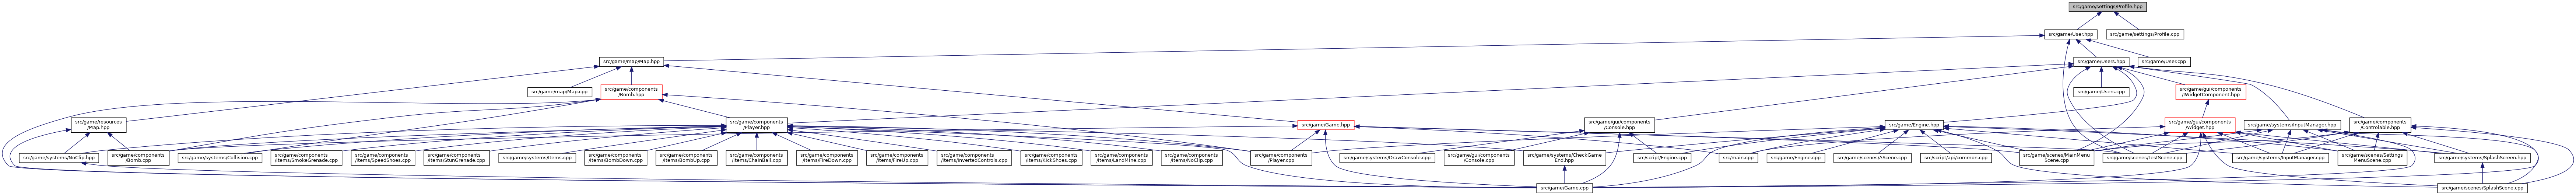 src/game/settings/Profile.hpp
src/game/User.hpp
src/game/settings/Profile.cpp
src/game/map/Map.hpp
src/game/Users.hpp
src/game/User.cpp
src/game/map/Map.cpp
src/game/components
/Bomb.hpp
src/game/Users.cpp
src/game/gui/components
/IWidgetComponent.hpp
src/game/resources
/Map.hpp
src/game/components
/Player.hpp
src/game/Game.hpp
src/game/gui/components
/Console.hpp
src/game/Engine.hpp
src/game/gui/components
/Widget.hpp
src/game/systems/InputManager.hpp
src/game/components
/Controlable.hpp
src/game/systems/NoClip.hpp
src/game/components
/Bomb.cpp
src/game/systems/Collision.cpp
src/game/components
/items/SmokeGrenade.cpp
src/game/components
/items/SpeedShoes.cpp
src/game/components
/items/StunGrenade.cpp
src/game/systems/Items.cpp
src/game/components
/items/BombDown.cpp
src/game/components
/items/BombUp.cpp
src/game/components
/items/ChainBall.cpp
src/game/components
/items/FireDown.cpp
src/game/components
/items/FireUp.cpp
src/game/components
/items/InvertedControls.cpp
src/game/components
/items/KickShoes.cpp
src/game/components
/items/LandMine.cpp
src/game/components
/items/NoClip.cpp
src/game/components
/Player.cpp
src/game/systems/DrawConsole.cpp
src/game/gui/components
/Console.cpp
src/game/systems/CheckGame
End.hpp
src/script/Engine.cpp
src/main.cpp
src/game/Engine.cpp
src/game/scenes/AScene.cpp
src/script/api/common.cpp
src/game/scenes/MainMenu
Scene.cpp
src/game/scenes/TestScene.cpp
src/game/systems/InputManager.cpp
src/game/scenes/Settings
MenuScene.cpp
src/game/systems/SplashScreen.hpp
src/game/Game.cpp
src/game/scenes/SplashScene.cpp